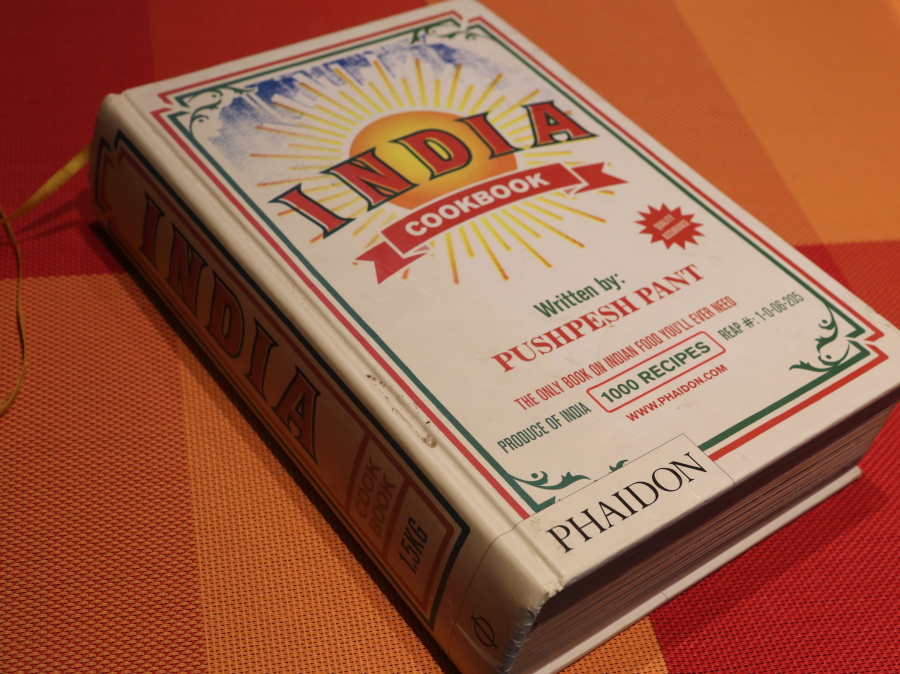 INDIA
COOKBOOK
Written by:
PUSHPESH PANT
THE ONLY BOOK ON INDIAN FOOD YOU'LL EVER NEED
PRODUCE OF INDIA
1000 RECIPES
REAP #: 1-0-06-205
WWW.PHAIDON.COM
PHAIDON
INDIA
COOK
BOOK
1.5KG